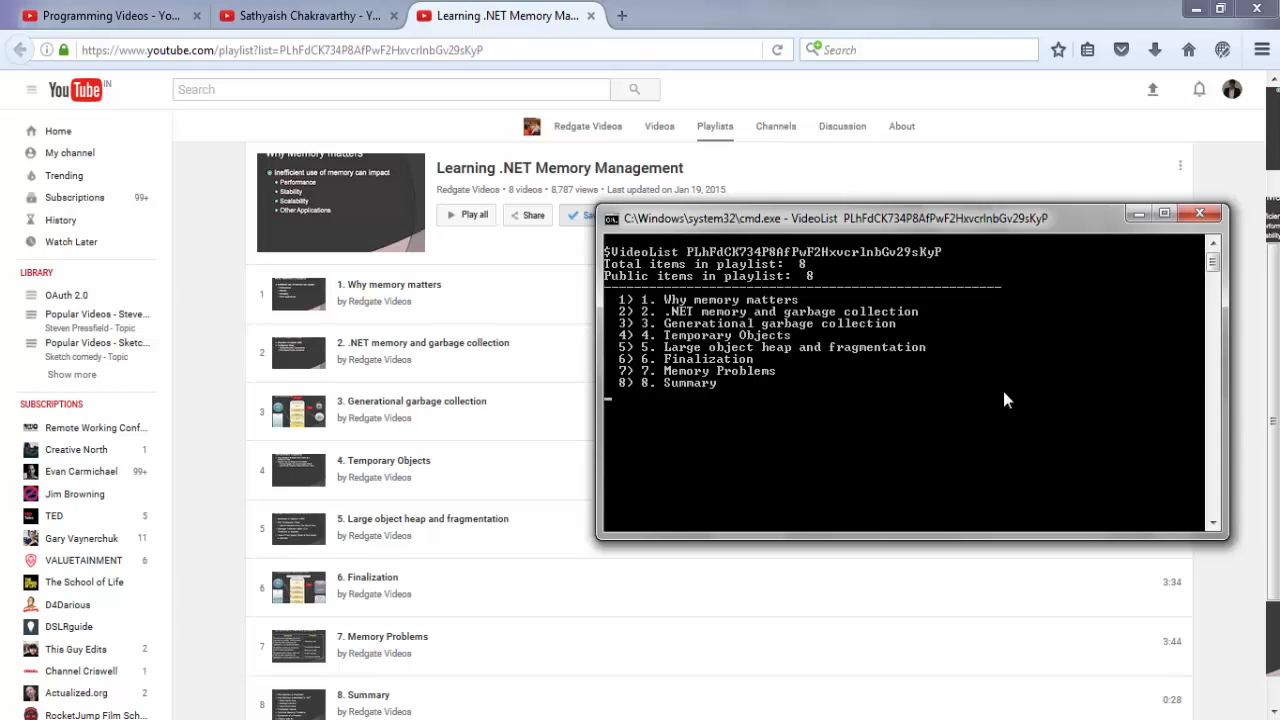 Programing Videos - Yo...
Sathyaish Chakravarthy - Y...
Learning .NET Memory Ma...
https://www.youtube.com/playlist?list=PLhFdCK734P8AfPwF2HxvcrlnbGv29sKyP
Search
YouTube IN
Search
Home
My channel
Trending
Subscriptions 99+
History
Watch Later
LIBRARY
OAuth 2.0
Popular Videos - Steve...
Steven Pressfield - Topic
Popular Videos - Sketc...
Sketch comedy - Topic
Show more
SUBSCRIPTIONS
Remote Working Conf...
Creative North 1
Evan Carmichael 99+
Jim Browning
TED 5
Gary Vaynerchuk 11
VALUETAINMENT 6
The School of Life
D4Darious
DSLRguide
This Guy Edits 2
Channel Criswell 1
Actualized.org 2
RocketJump Film Sch...
Redgate Videos Videos Playlists Channels Discussion About
Why Memory matters
Inefficient use of memory can impact
Performance
Stability
Scalability
Other Applications
Learning .NET Memory Management
Redgate Videos • 8 videos • 8,787 views • Last updated on Jan 19, 2015
Play all Share Sa
1 1. Why memory matters
by Redgate Videos
2 2. .NET memory and garbage collection
by Redgate Videos
3 3. Generational garbage collection
by Redgate Videos
4 4. Temporary Objects
by Redgate Videos
5 5. Large object heap and fragmentation
by Redgate Videos
6 6. Finalization 3:34
by Redgate Videos
7 7. Memory Problems
by Redgate Videos
8 8. Summary 0:28
by Redgate Videos
C:\Windows\system32\cmd.exe - VideoList PLhFdCK734P8AfPwF2HxvcrlnbGv29sKyP
$VideoList PLhFdCK734P8AfPwF2HxvcrlnbGv29sKyP
Total items in playlist: 8
Public items in playlist: 8
1) 1. Why memory matters
2) 2. .NET memory and garbage collection
3) 3. Generational garbage collection
4) 4. Temporary Objects
5) 5. Large object heap and fragmentation
6) 6. Finalization
7) 7. Memory Problems
8) 8. Summary